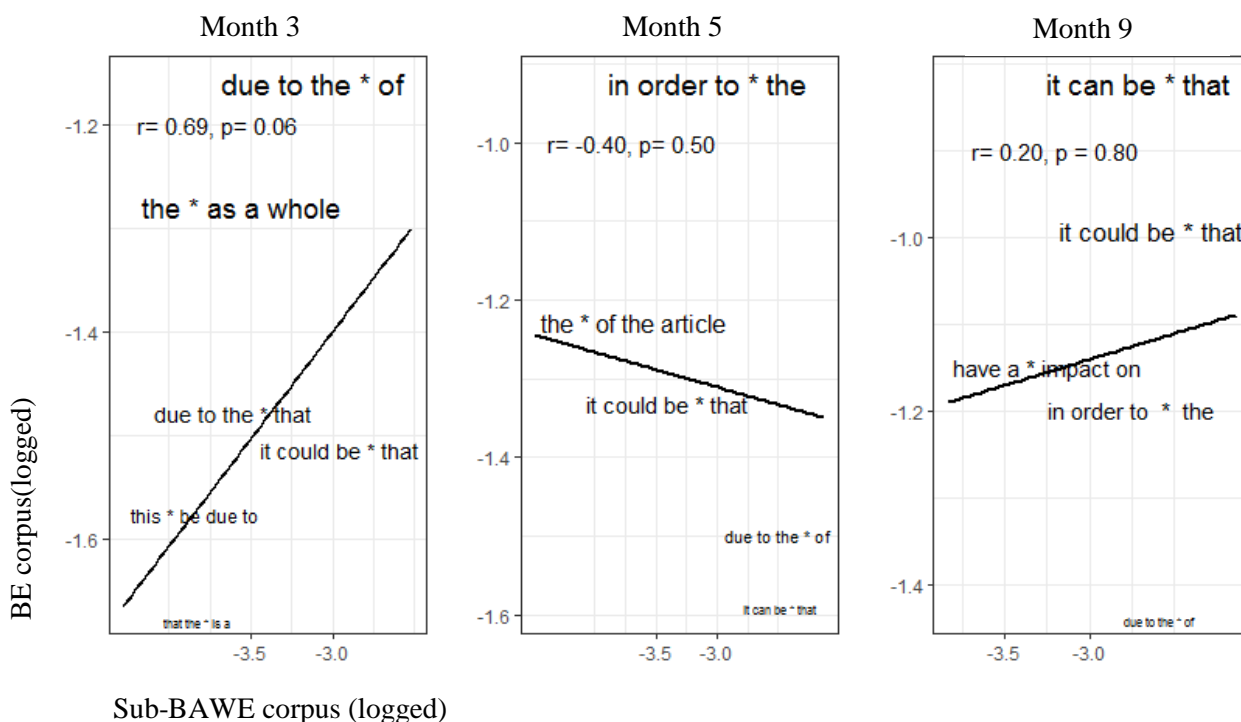 Month 3
due to the * of
r= 0.69, p= 0.06
the * as a whole
due to the * that
it could be * that
this * be due to
that the * is a
-1.2
-1.4
-1.6
-3.5 -3.0
Month 5
in order to * the
r= -0.40, p= 0.50
the * of the article
it could be * that
due to the * of
it can be * that
-1.0
-1.2
-1.4
-1.6
-3.5 -3.0
Month 9
it can be * that
r= 0.20, p = 0.80
it could be * that
have a * impact on
in order to * the
due to the * of
-1.0
-1.2
-1.4
-3.5 -3.0
BE corpus(logged)
Sub-BAWE corpus (logged)